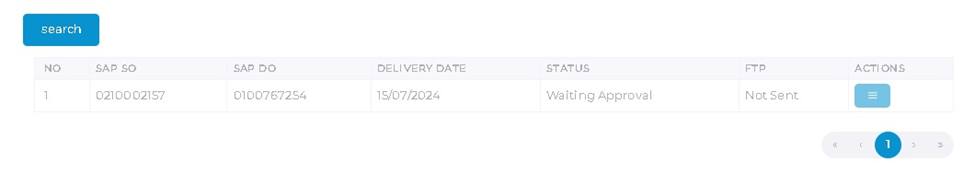 search
NO SAP SO SAP DO DELIVERY DATE STATUS FTP ACTIONS
1 0210002157 0100767254 15/07/2024 Waiting Approval Not Sent
« ‹ 1 › »